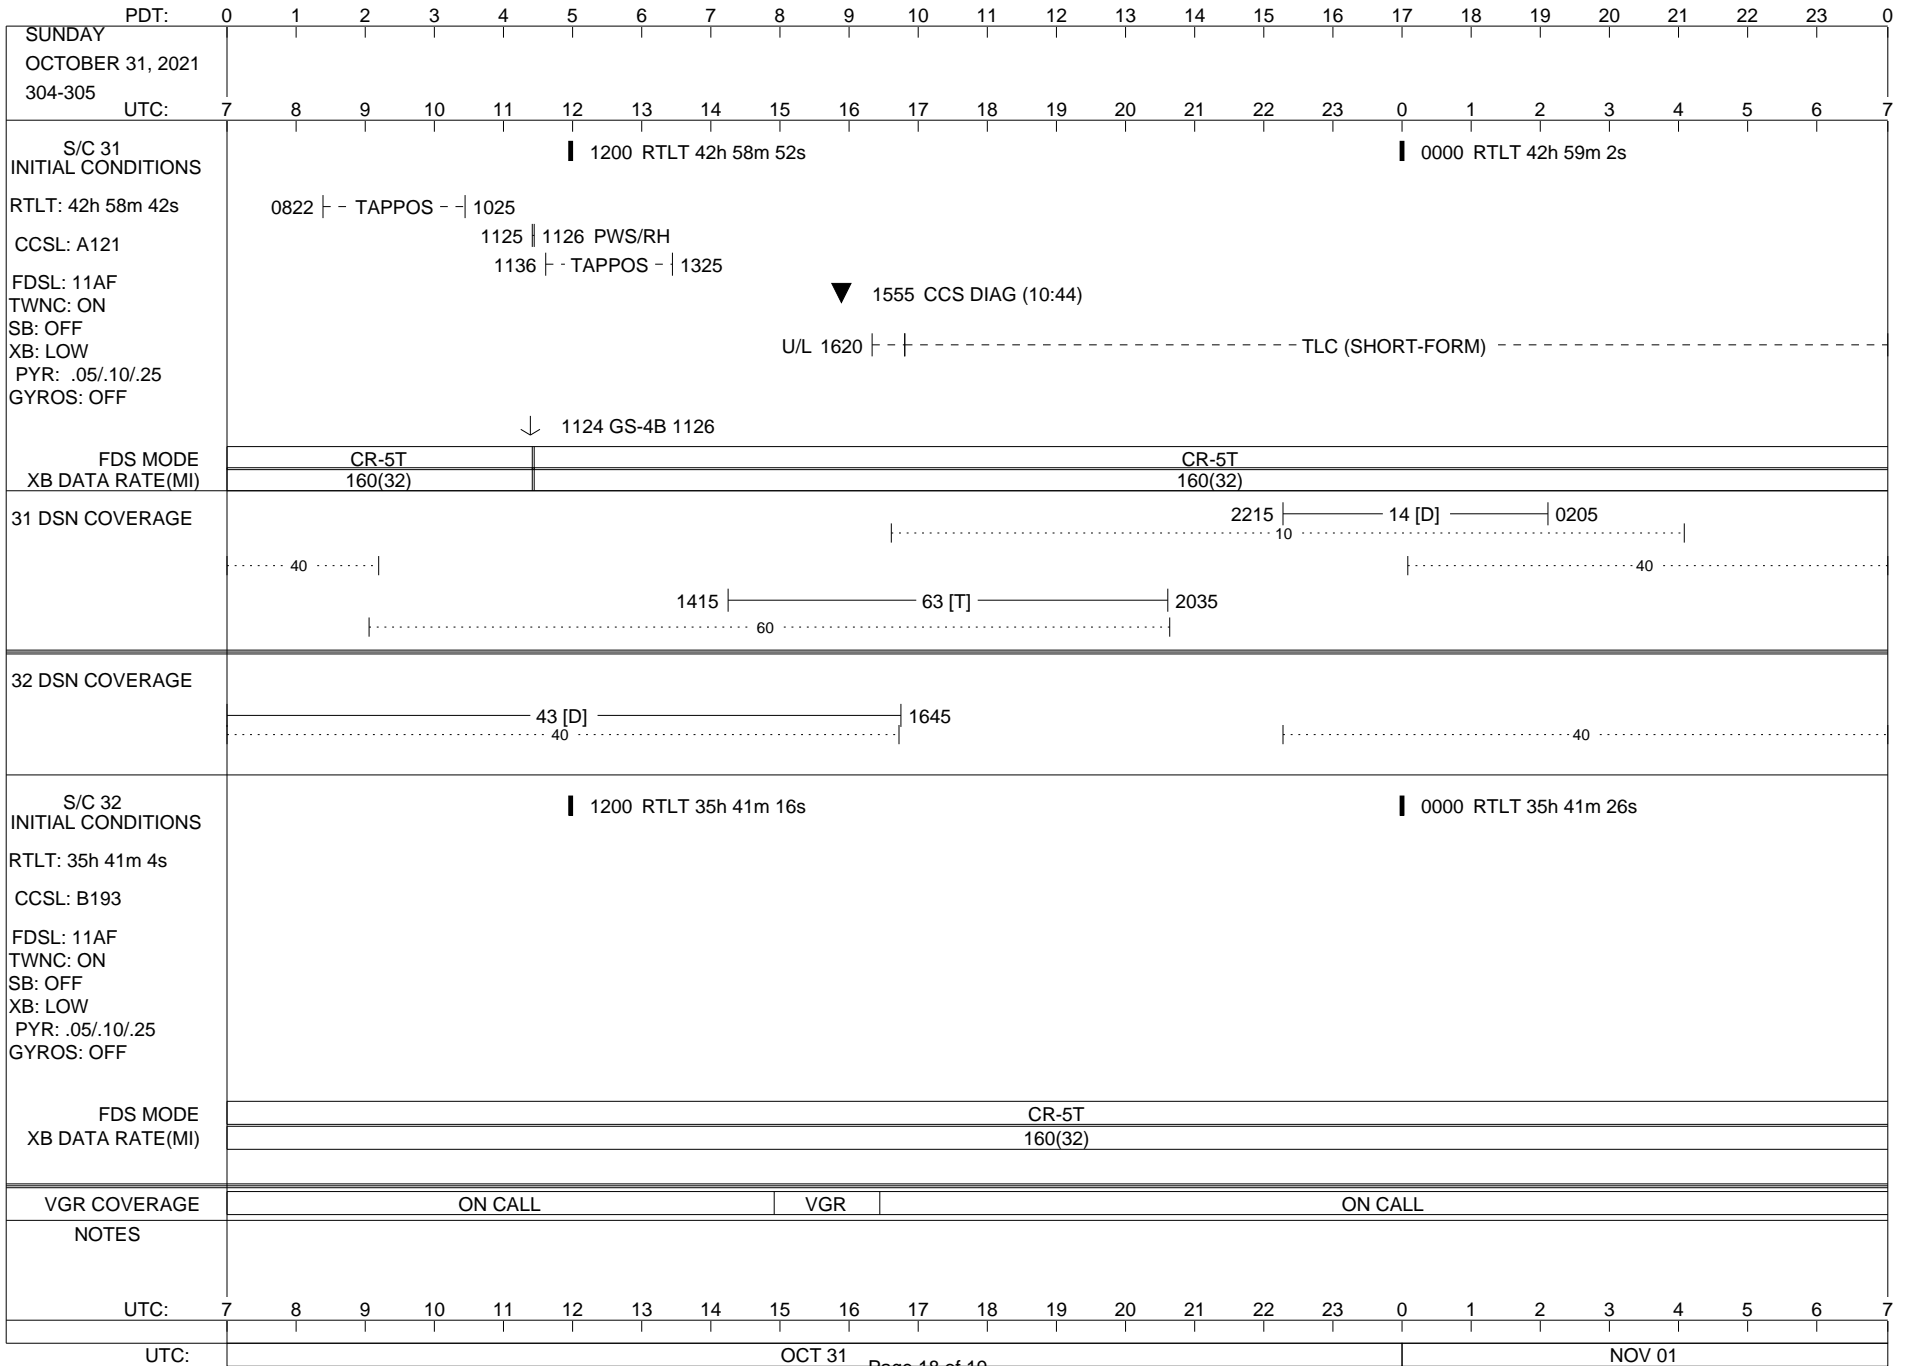 PDT: 0 1 2 3 4 5 6 7 8 9 10 11 12 13 14 15 16 17 18 19 20 21 22 23 0
SUNDAY
OCTOBER 31, 2021
304-305
UTC: 7 8 9 10 11 12 13 14 15 16 17 18 19 20 21 22 23 0 1 2 3 4 5 6 7
S/C 31
INITIAL CONDITIONS
1200 RTLT 42h 58m 52s
0000 RTLT 42h 59m 2s
RTLT: 42h 58m 42s
0822 TAPPOS 1025
1125 1126 PWS/RH
CCSL: A121
1136 TAPPOS 1325
FDSL: 11AF
1555 CCS DIAG (10:44)
TWNC: ON
SB: OFF
U/L 1620 TLC (SHORT-FORM)
XB: LOW
PYR: .05/.10/.25
GYROS: OFF
1124 GS-4B 1126
FDS MODE CR-5T CR-5T
XB DATA RATE(MI) 160(32) 160(32)
31 DSN COVERAGE
2215 14 [D] 0205
10
40 40
1415 63 [T] 2035
60
32 DSN COVERAGE
43 [D] 1645
40 40
S/C 32
INITIAL CONDITIONS
1200 RTLT 35h 41m 16s
0000 RTLT 35h 41m 26s
RTLT: 35h 41m 4s
CCSL: B193
FDSL: 11AF
TWNC: ON
SB: OFF
XB: LOW
PYR: .05/.10/.25
GYROS: OFF
FDS MODE CR-5T
XB DATA RATE(MI) 160(32)
VGR COVERAGE ON CALL VGR ON CALL
NOTES
UTC: 7 8 9 10 11 12 13 14 15 16 17 18 19 20 21 22 23 0 1 2 3 4 5 6 7
UTC: OCT 31 NOV 01
Page 18 of 19